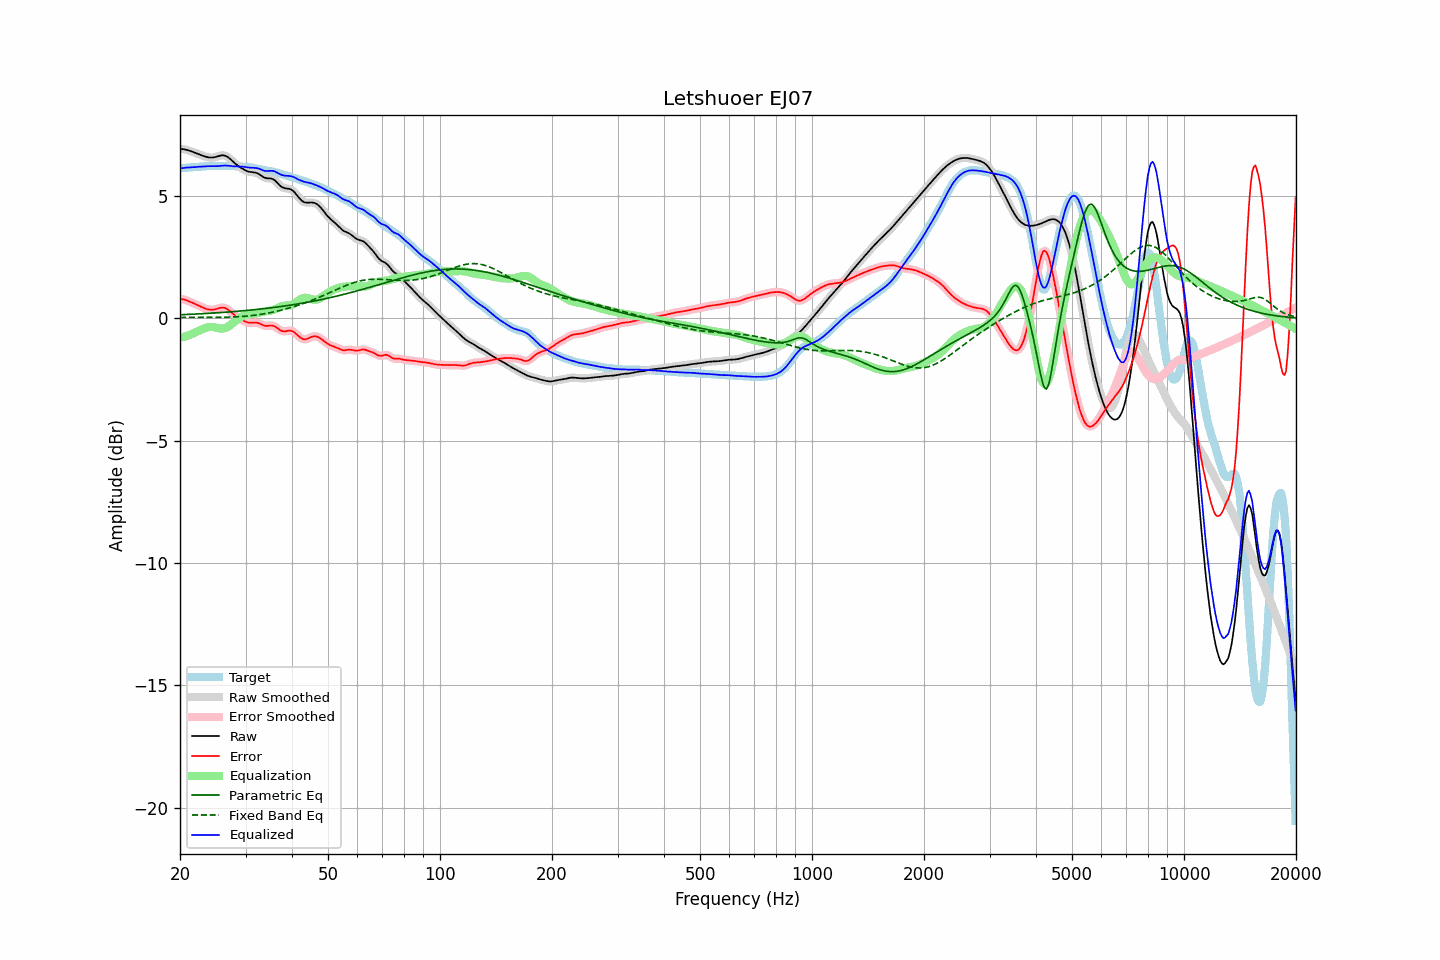 Letshuoer EJ07
Amplitude (dBr)
5
0
−5
−10
−15
−20
Target
Raw Smoothed
Error Smoothed
Raw
Error
Equalization
Parametric Eq
Fixed Band Eq
Equalized
20 50 100 200 500 1000 2000 5000 10000 20000
Frequency (Hz)